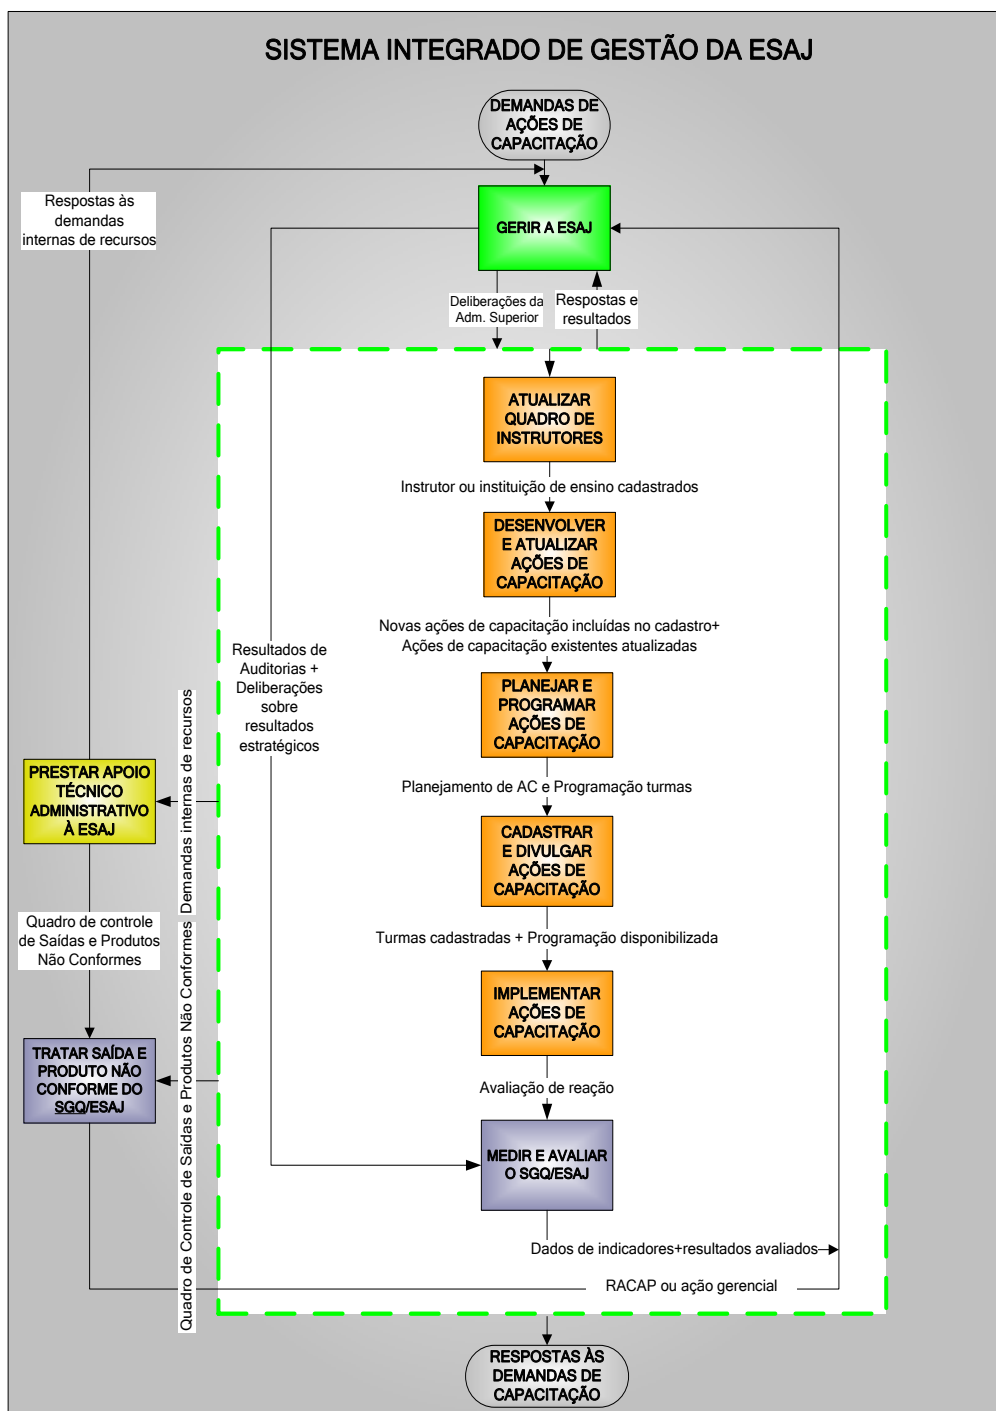 SISTEMA INTEGRADO DE GESTÃO DA ESAJ
DEMANDAS DE
AÇÕES DE
CAPACITAÇÃO
Respostas às
demandas
internas de recursos
GERIR A ESAJ
Deliberações da
Adm. Superior
Respostas e
resultados
ATUALIZAR
QUADRO DE
INSTRUTORES
Instrutor ou instituição de ensino cadastrados
DESENVOLVER
E ATUALIZAR
AÇÕES DE
CAPACITAÇÃO
Novas ações de capacitação incluídas no cadastro+
Ações de capacitação existentes atualizadas
Resultados de
Auditorias +
Deliberações
sobre
resultados
estratégicos
PLANEJAR E
PROGRAMAR
AÇÕES DE
CAPACITAÇÃO
Planejamento de AC e Programação turmas
PRESTAR APOIO
TÉCNICO
ADMINISTRATIVO
À ESAJ
Demandas internas de recursos
CADASTRAR
E DIVULGAR
AÇÕES DE
CAPACITAÇÃO
Turmas cadastradas + Programação disponibilizada
Quadro de controle
de Saídas e Produtos
Não Conformes
Quadro de Controle de Saídas e Produtos Não Conformes
IMPLEMENTAR
AÇÕES DE
CAPACITAÇÃO
Avaliação de reação
TRATAR SAÍDA E
PRODUTO NÃO
CONFORME DO
SGQ/ESAJ
MEDIR E AVALIAR
O SGQ/ESAJ
Dados de indicadores+resultados avaliados
RACAP ou ação gerencial
RESPOSTAS ÀS
DEMANDAS DE
CAPACITAÇÃO